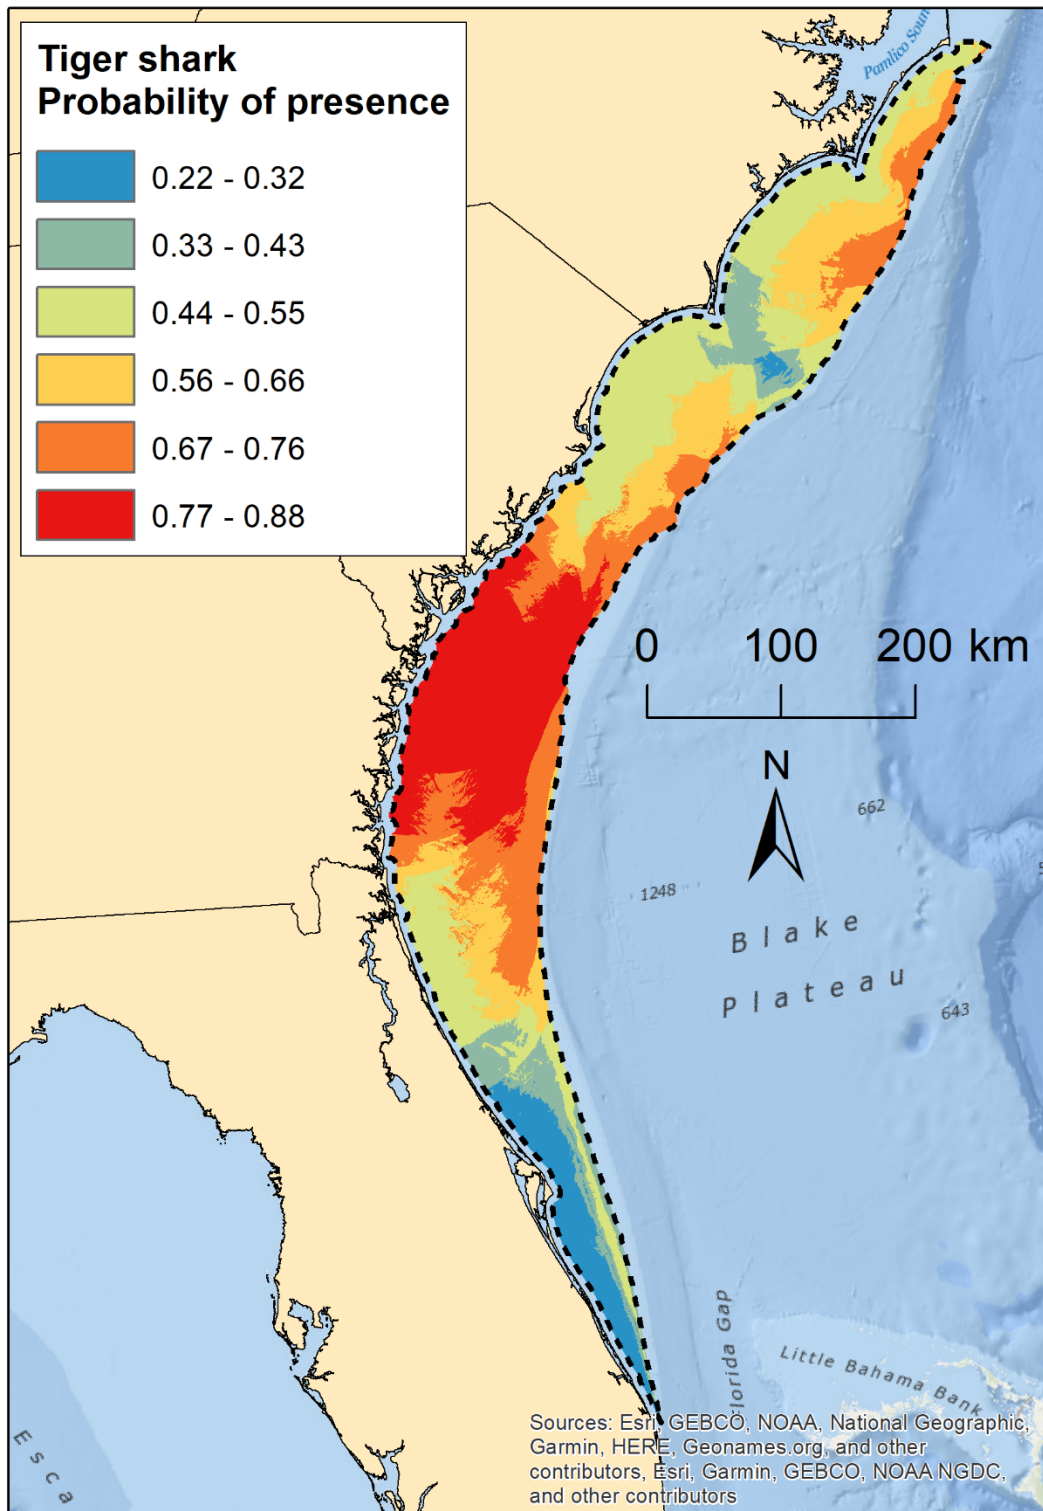 Tiger shark
Probability of presence
0.22 - 0.32
0.33 - 0.43
0.44 - 0.55
0.56 - 0.66
0.67 - 0.76
0.77 - 0.88
Pamlico Soun
0 100 200 km
N
662
1248
Blake
Plateau
643
lorida Gap
Little Bahama Bank
Esca
Sources: Esri, GEBCO, NOAA, National Geographic,
Garmin, HERE, Geonames.org, and other
contributors, Esri, Garmin, GEBCO, NOAA NGDC,
and other contributors